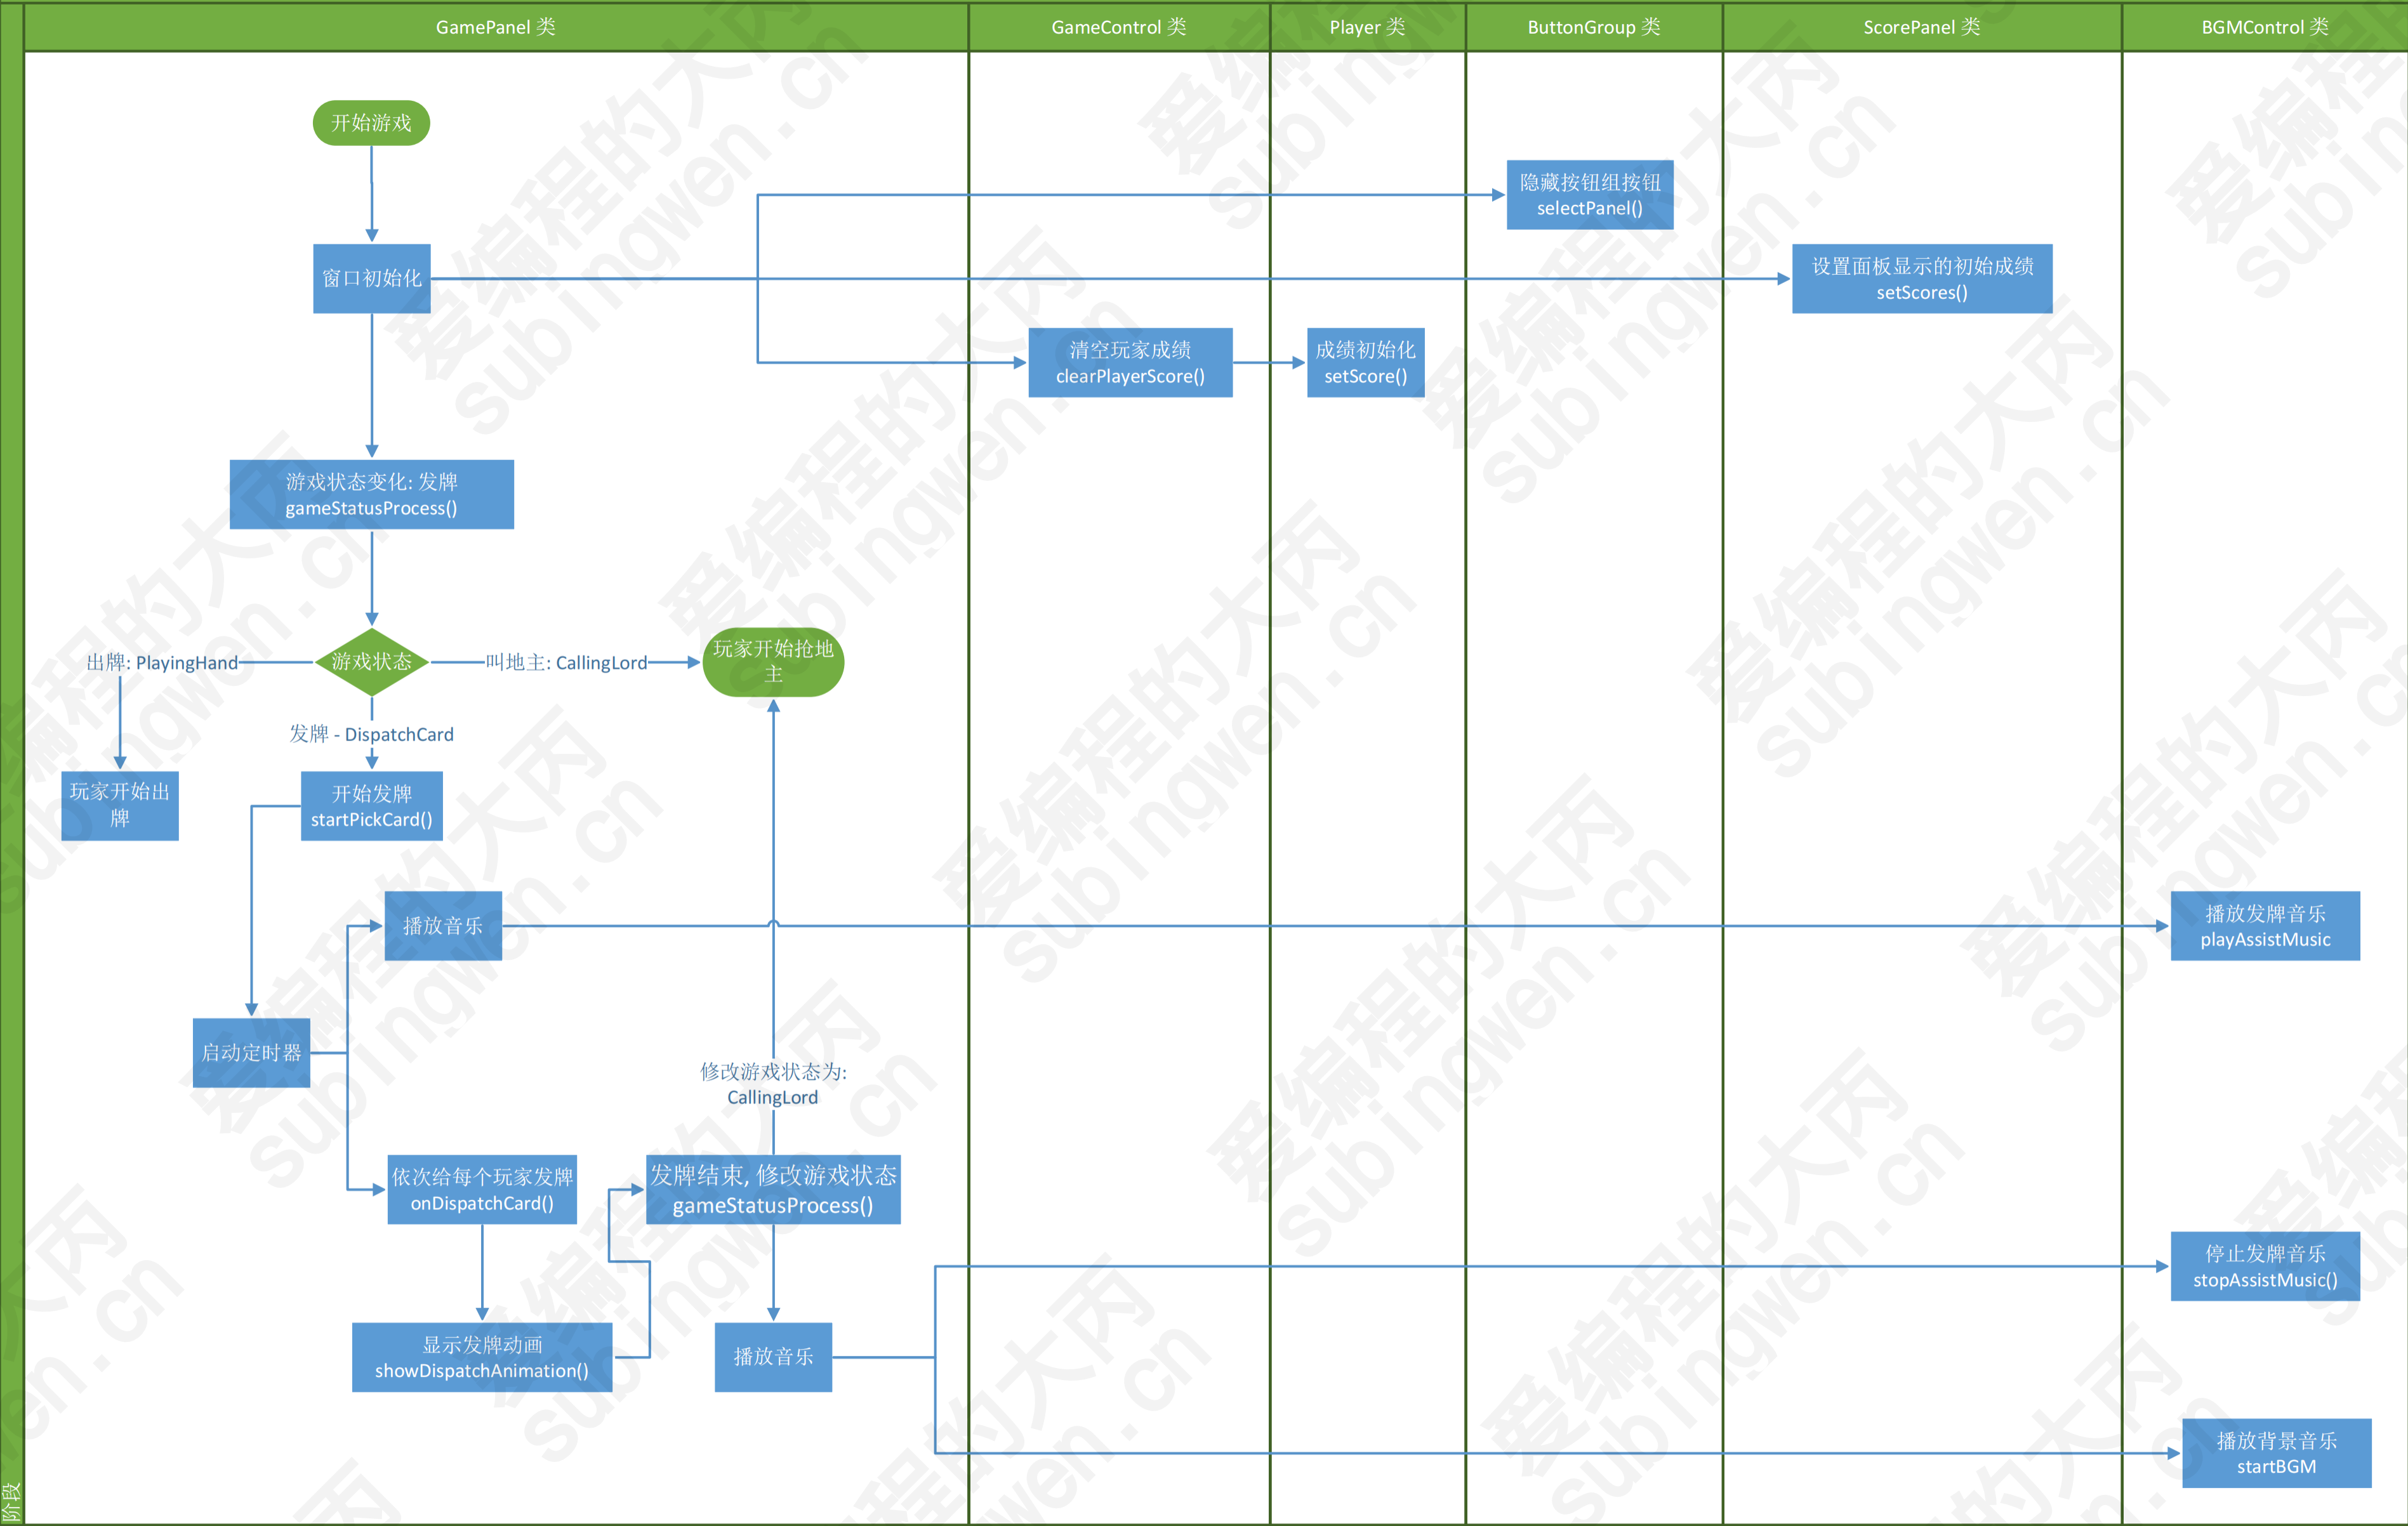 GamePanel 类
GameControl 类
Player 类
ButtonGroup 类
ScorePanel 类
BGMControl 类
阶段
开始游戏
隐藏按钮组按钮
selectPanel()
窗口初始化
设置面板显示的初始成绩
setScores()
清空玩家成绩
clearPlayerScore()
成绩初始化
setScore()
游戏状态变化: 发牌
gameStatusProcess()
出牌: PlayingHand
游戏状态
叫地主: CallingLord
玩家开始抢地
主
发牌 - DispatchCard
玩家开始出
牌
开始发牌
startPickCard()
播放音乐
播放发牌音乐
playAssistMusic
启动定时器
修改游戏状态为:
CallingLord
依次给每个玩家发牌
onDispatchCard()
发牌结束, 修改游戏状态
gameStatusProcess()
停止发牌音乐
stopAssistMusic()
显示发牌动画
showDispatchAnimation()
播放音乐
播放背景音乐
startBGM
爱编程的大丙
subingwen.cn